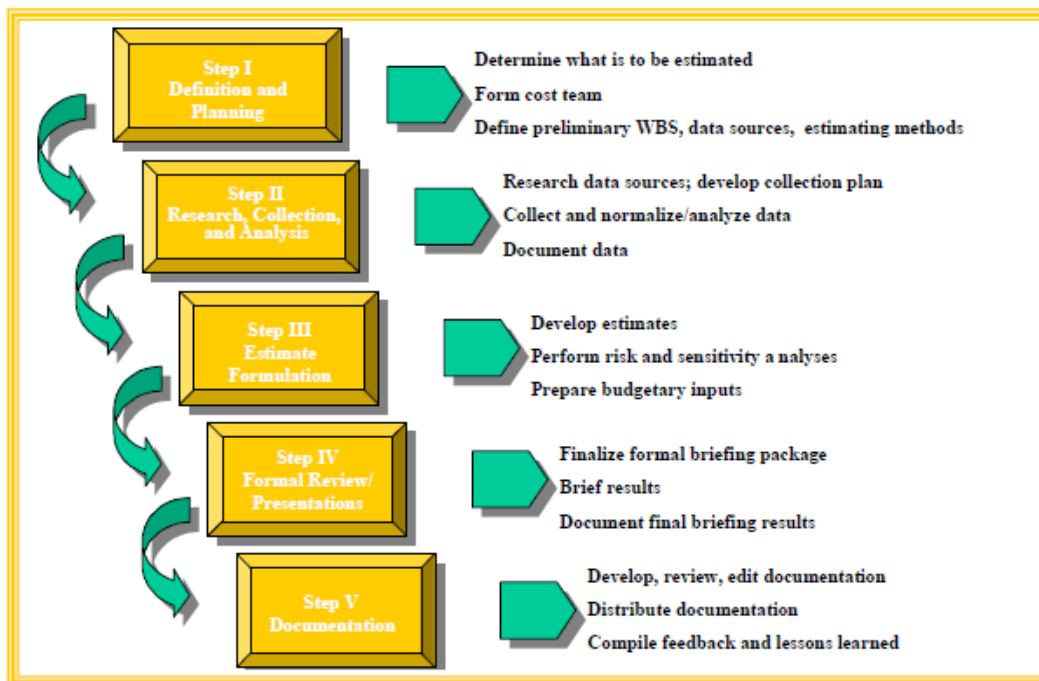 Step I
Definition and
Planning
Determine what is to be estimated
Form cost team
Define preliminary WBS, data sources, estimating methods
Step II
Research, Collection,
and Analysis
Research data sources; develop collection plan
Collect and normalize/analyze data
Document data
Step III
Estimate
Formulation
Develop estimates
Perform risk and sensitivity a nalyses
Prepare budgetary inputs
Step IV
Formal Review/
Presentations
Finalize formal briefing package
Brief results
Document final briefing results
Step V
Documentation
Develop, review, edit documentation
Distribute documentation
Compile feedback and lessons learned